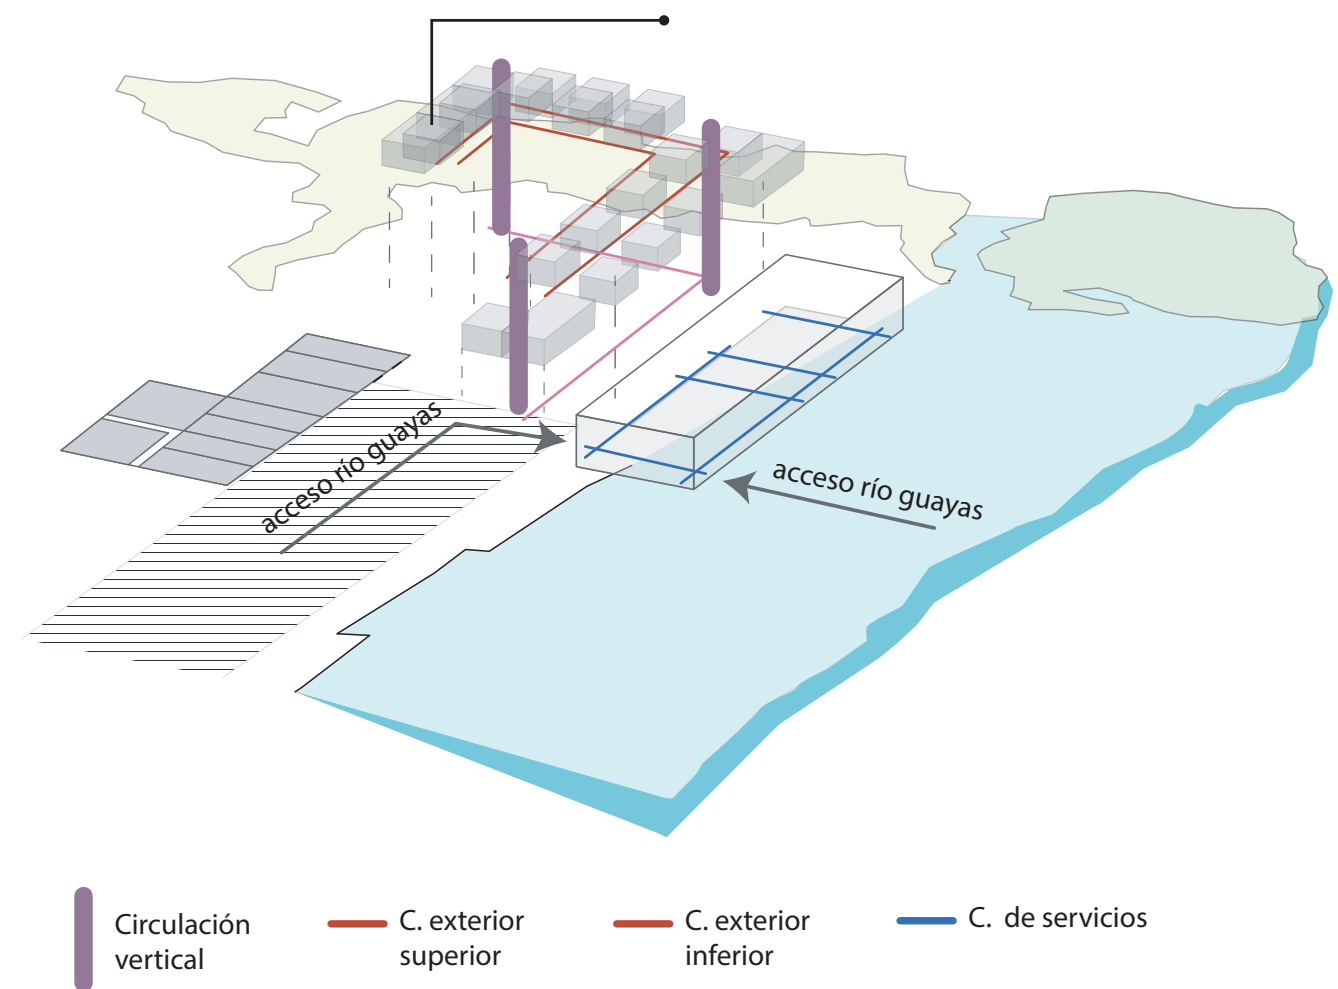 acceso río guayas
acceso río guayas
Circulación
vertical
C. exterior
superior
C. exterior
inferior
C. de servicios